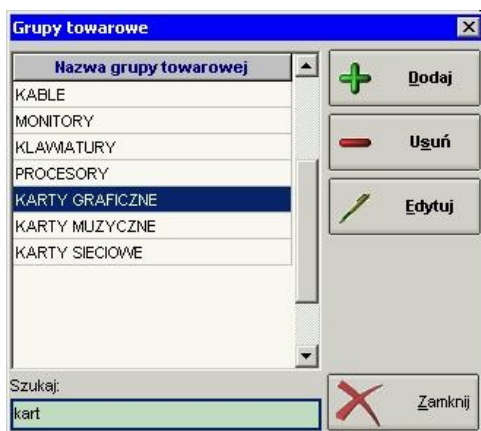 Grupy towarowe
Nazwa grupy towarowej
KABLE
MONITORY
KLAWIATURY
PROCESORY
KARTY GRAFICZNE
KARTY MUZYCZNE
KARTY SIECIOWE
Dodaj
Usuń
Edytuj
Szukaj:
kart
Zamknij